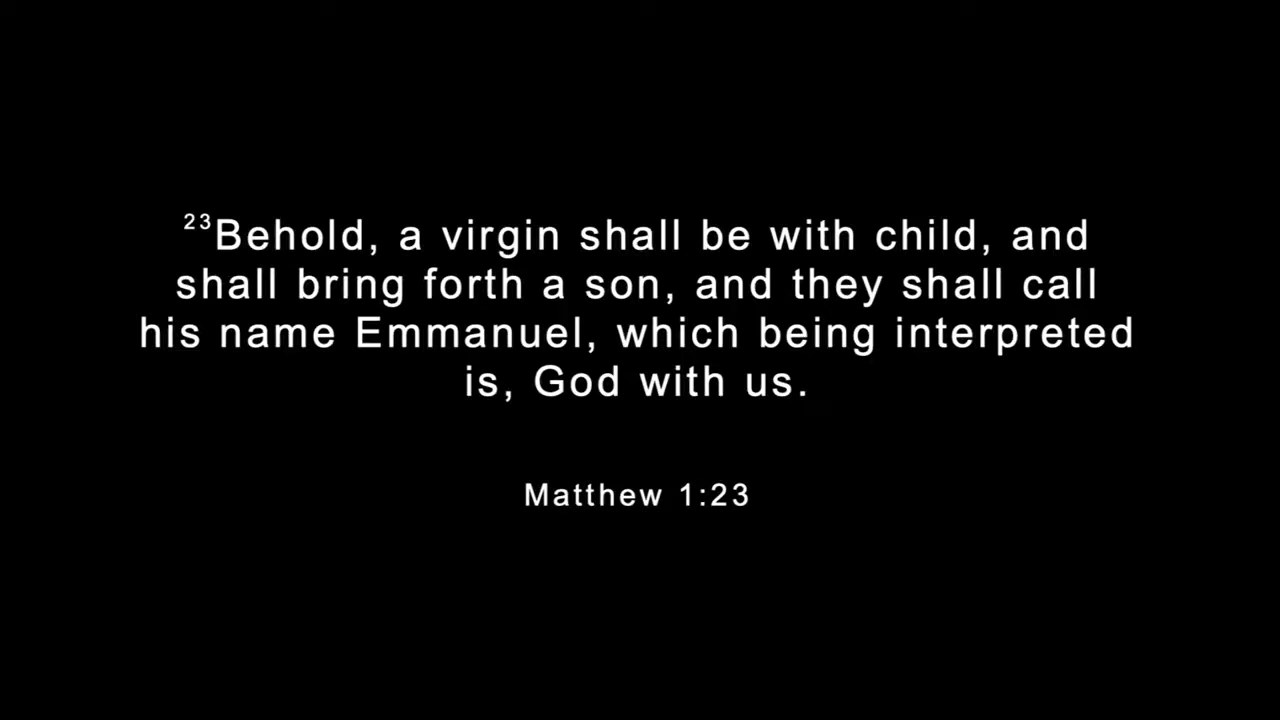 23Behold, a virgin shall be with child, and
shall bring forth a son, and they shall call
his name Emmanuel, which being interpreted
is, God with us.
Matthew 1:23